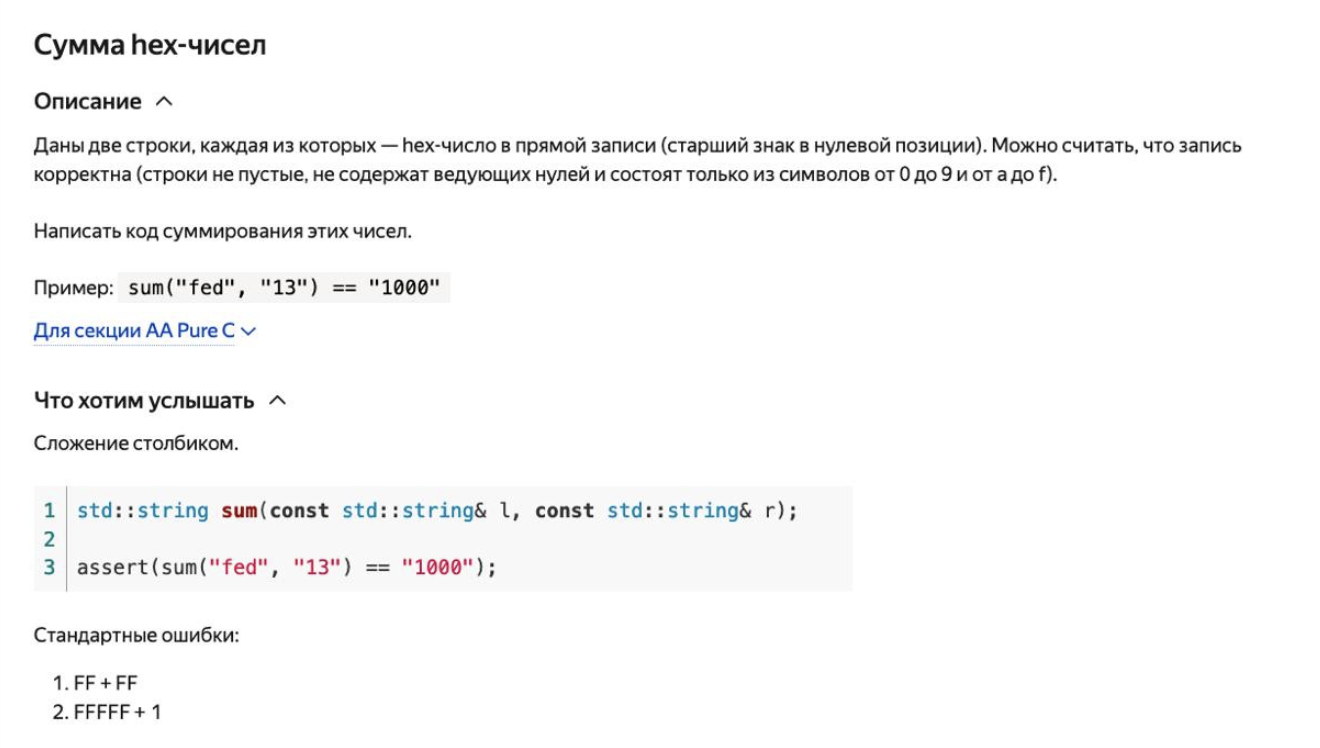 Сумма hex-чисел
Описание
Даны две строки, каждая из которых — hex-число в прямой записи (старший знак в нулевой позиции). Можно считать, что запись
корректна (строки не пустые, не содержат ведующих нулей и состоят только из символов от 0 до 9 и от a до f).
Написать код суммирования этих чисел.
Пример: sum("fed", "13") == "1000"
Для секции AA Pure C
Что хотим услышать
Сложение столбиком.
1 std::string sum(const std::string& l, const std::string& r);
2
3 assert(sum("fed", "13") == "1000");
Стандартные ошибки:
1. FF + FF
2. FFFFF + 1